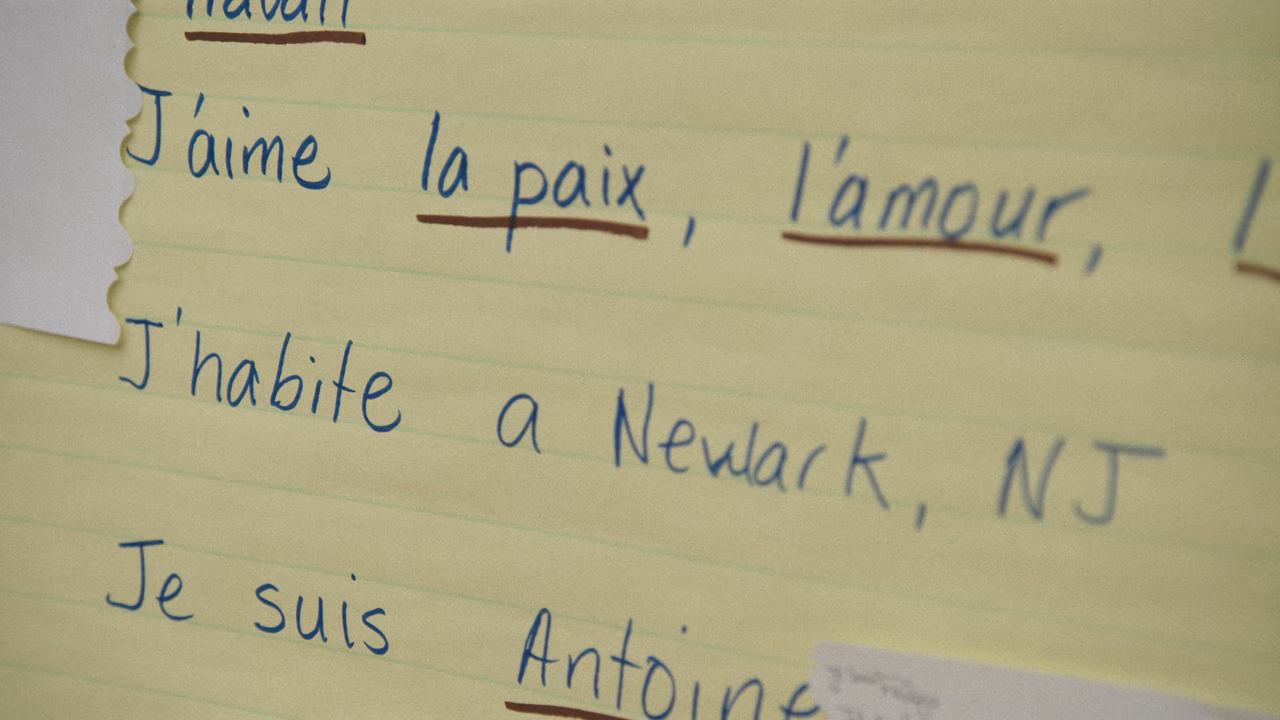 J'aime la paix, l'amour, l
J'habite a Newark, NJ
Je suis Antoine